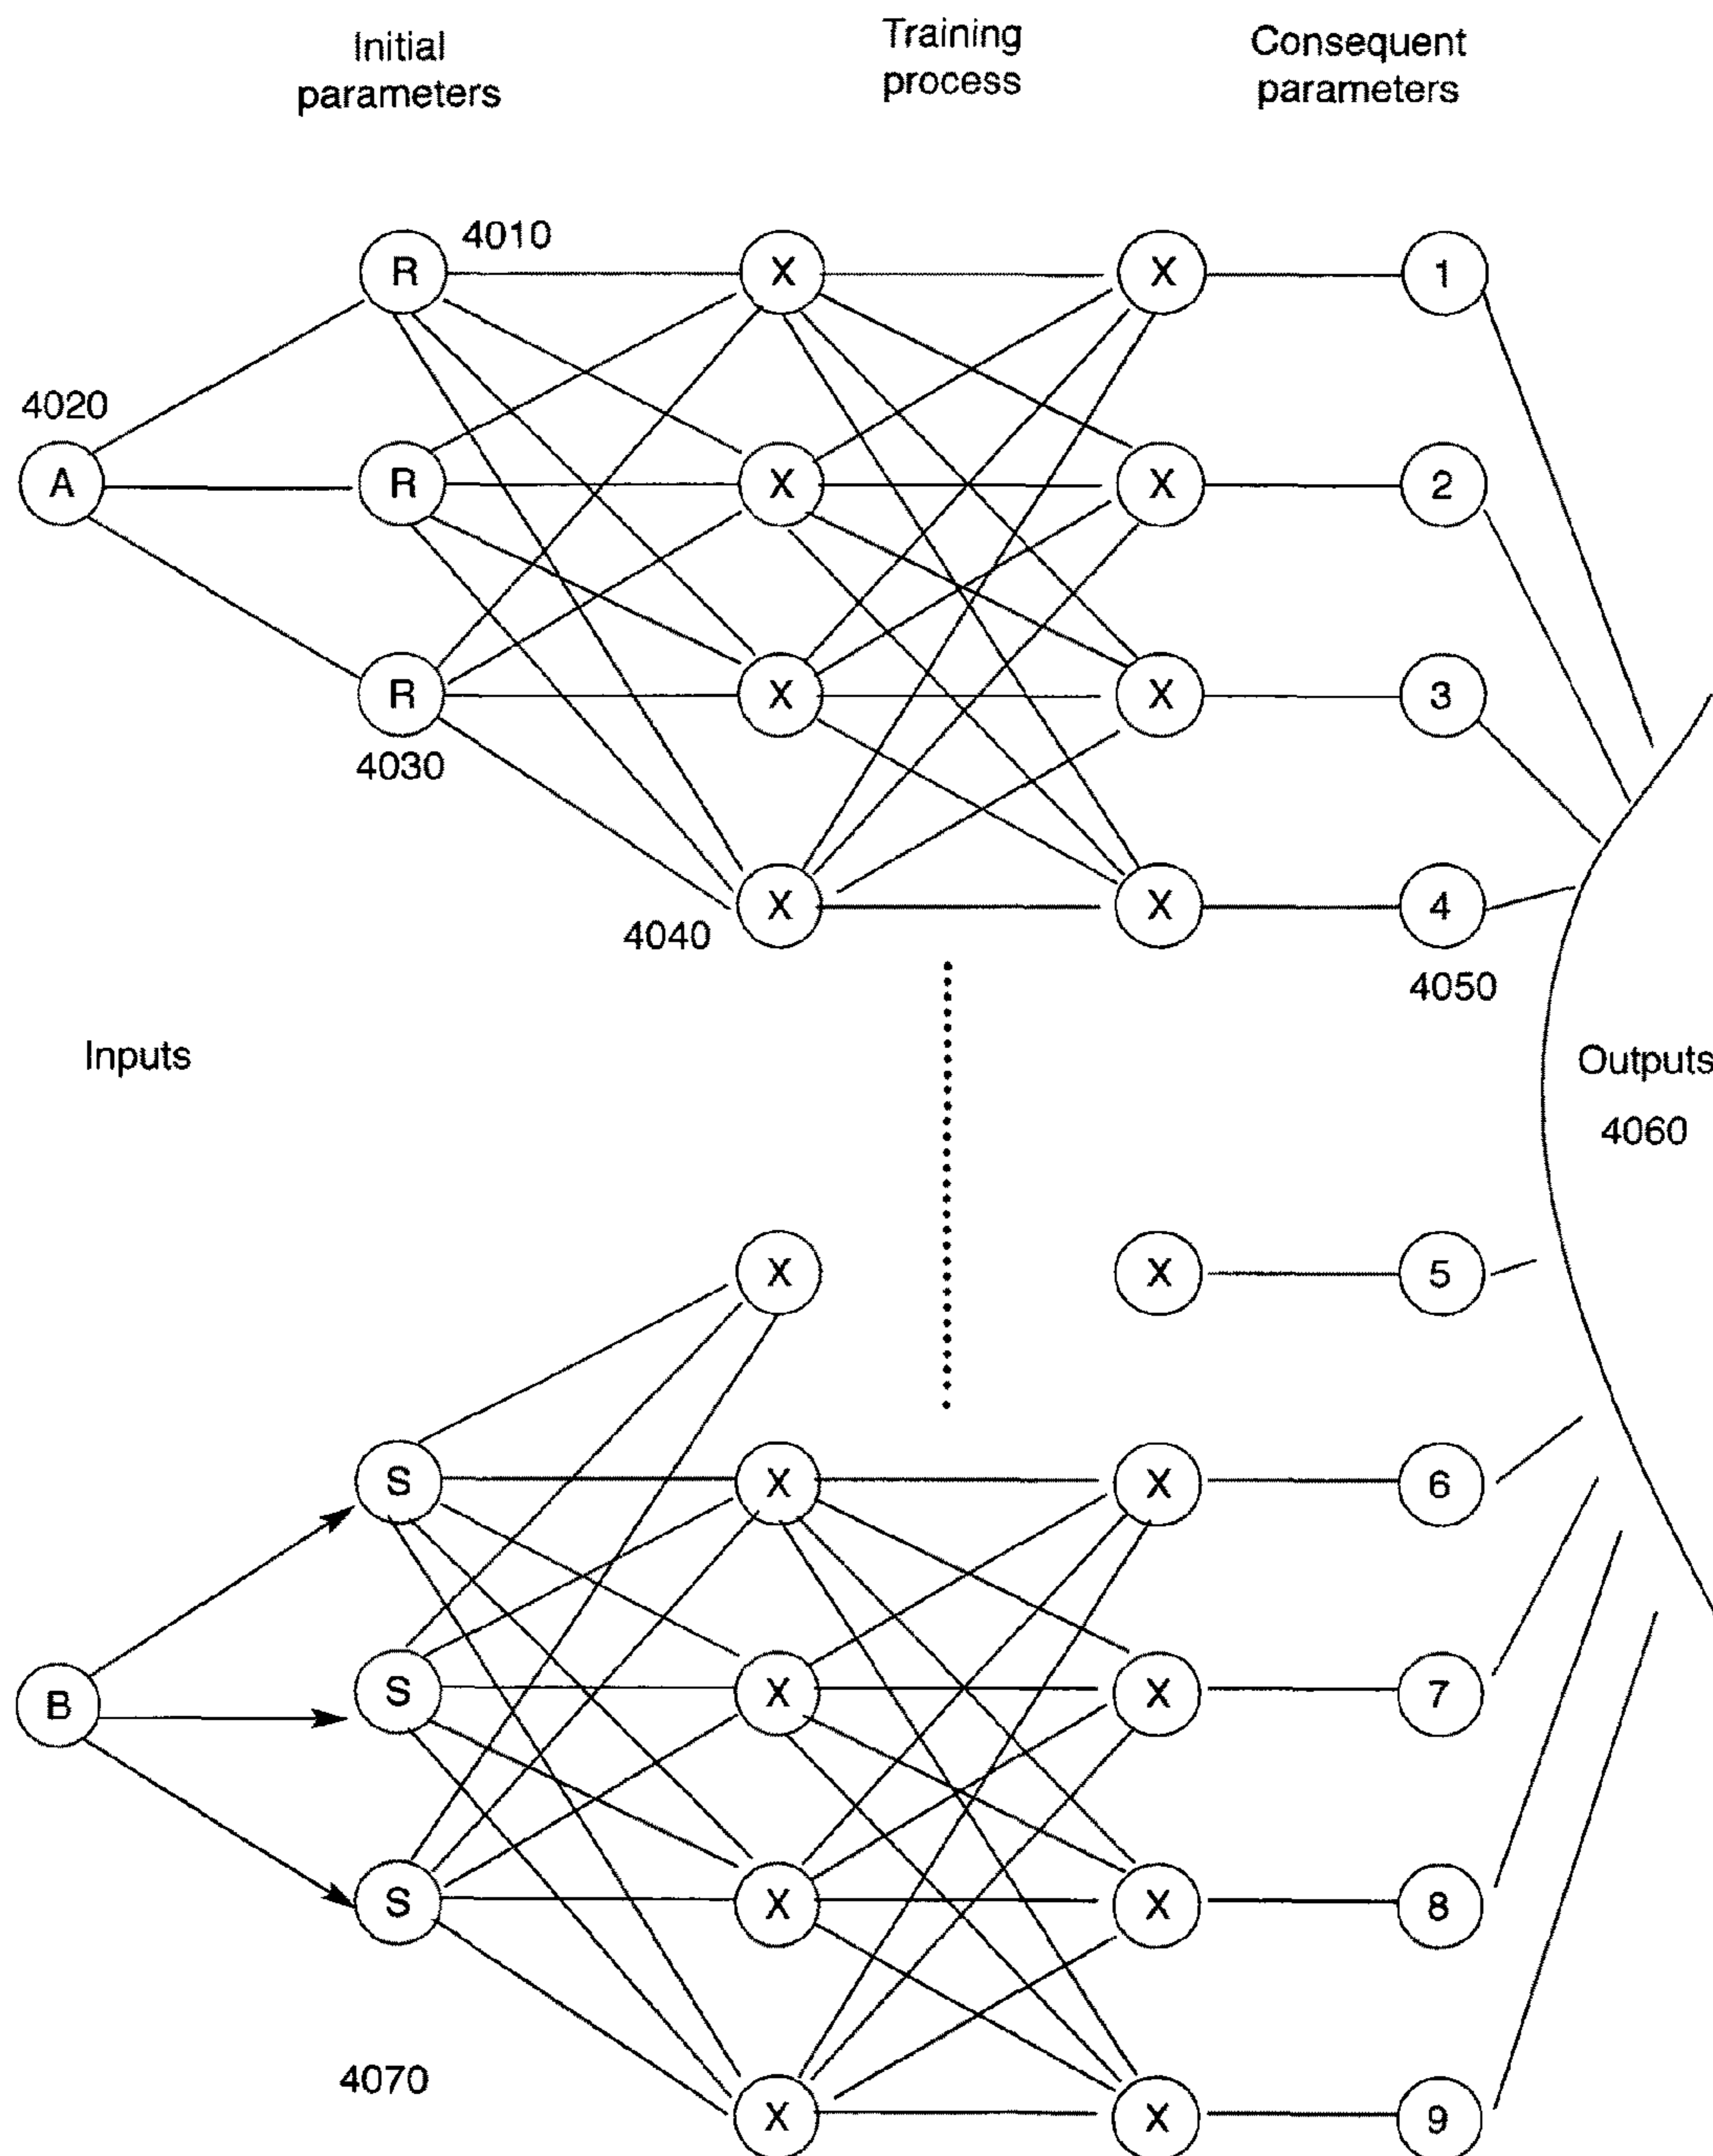 Initial
parameters
Training
process
Consequent
parameters
R
4010
X
X
1
4020
A
R
X
X
2
R
X
X
3
4030
X
X
4
4040
4050
Inputs
Outputs
4060
X
X
5
S
X
X
6
B
S
X
X
7
S
X
X
8
4070
X
X
9